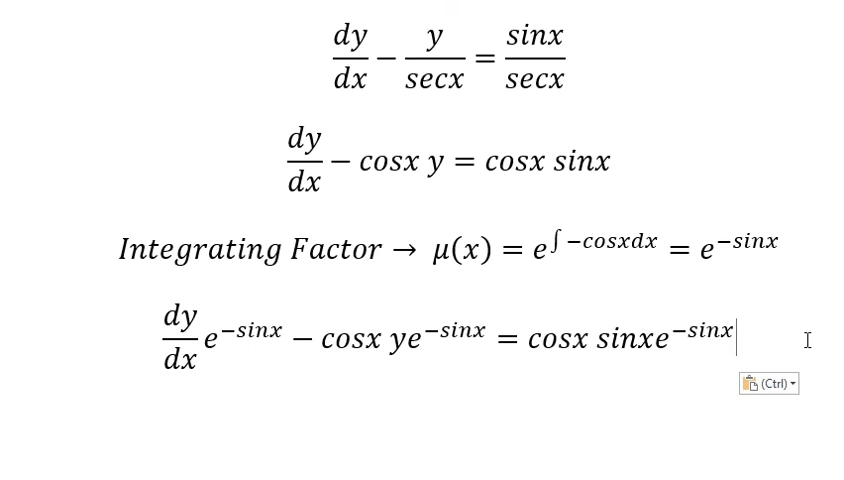 dy/dx − y/secx = sinx/secx
dy/dx − cosx y = cosx sinx
Integrating Factor → μ(x) = e^{∫ −cosxdx} = e^{−sinx}
dy/dx e^{−sinx} − cosx ye^{−sinx} = cosx sinxe^{−sinx}
(Ctrl)